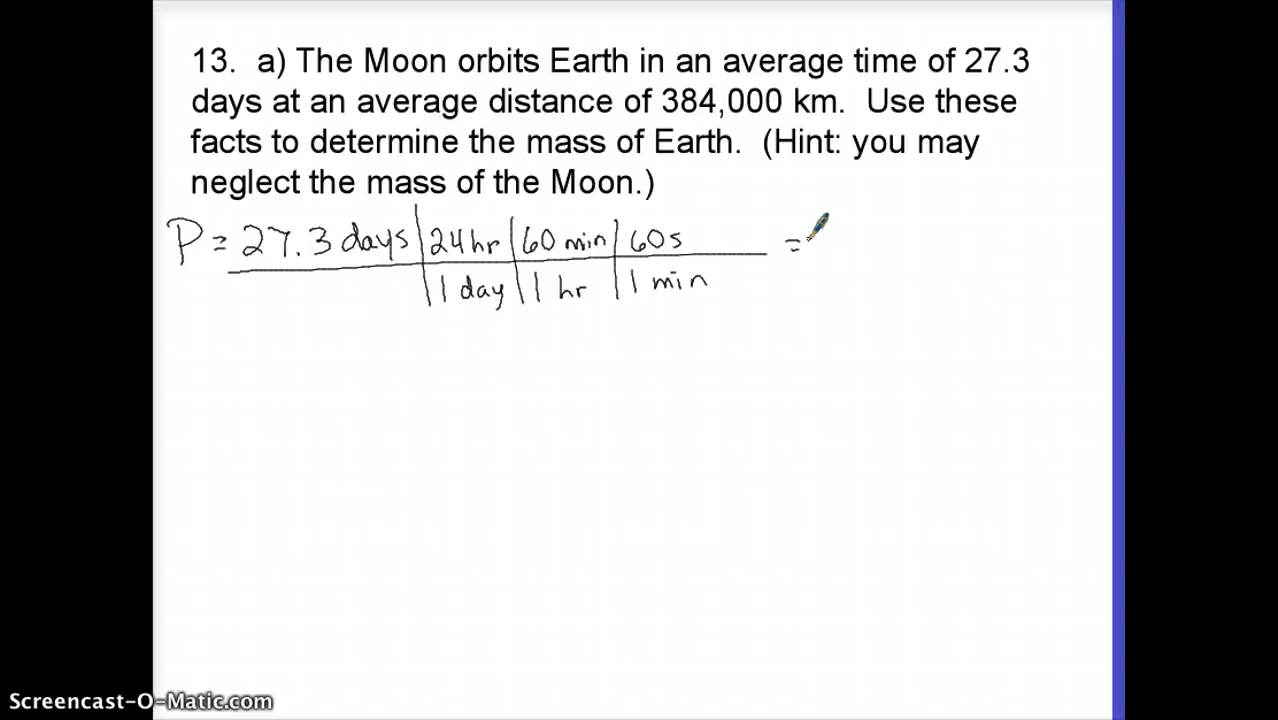 13. a) The Moon orbits Earth in an average time of 27.3
days at an average distance of 384,000 km. Use these
facts to determine the mass of Earth. (Hint: you may
neglect the mass of the Moon.)
P = 27.3 days | 24 hr | 60 min | 60 s =
| 1 day | 1 hr | 1 min
Screencast-O-Matic.com